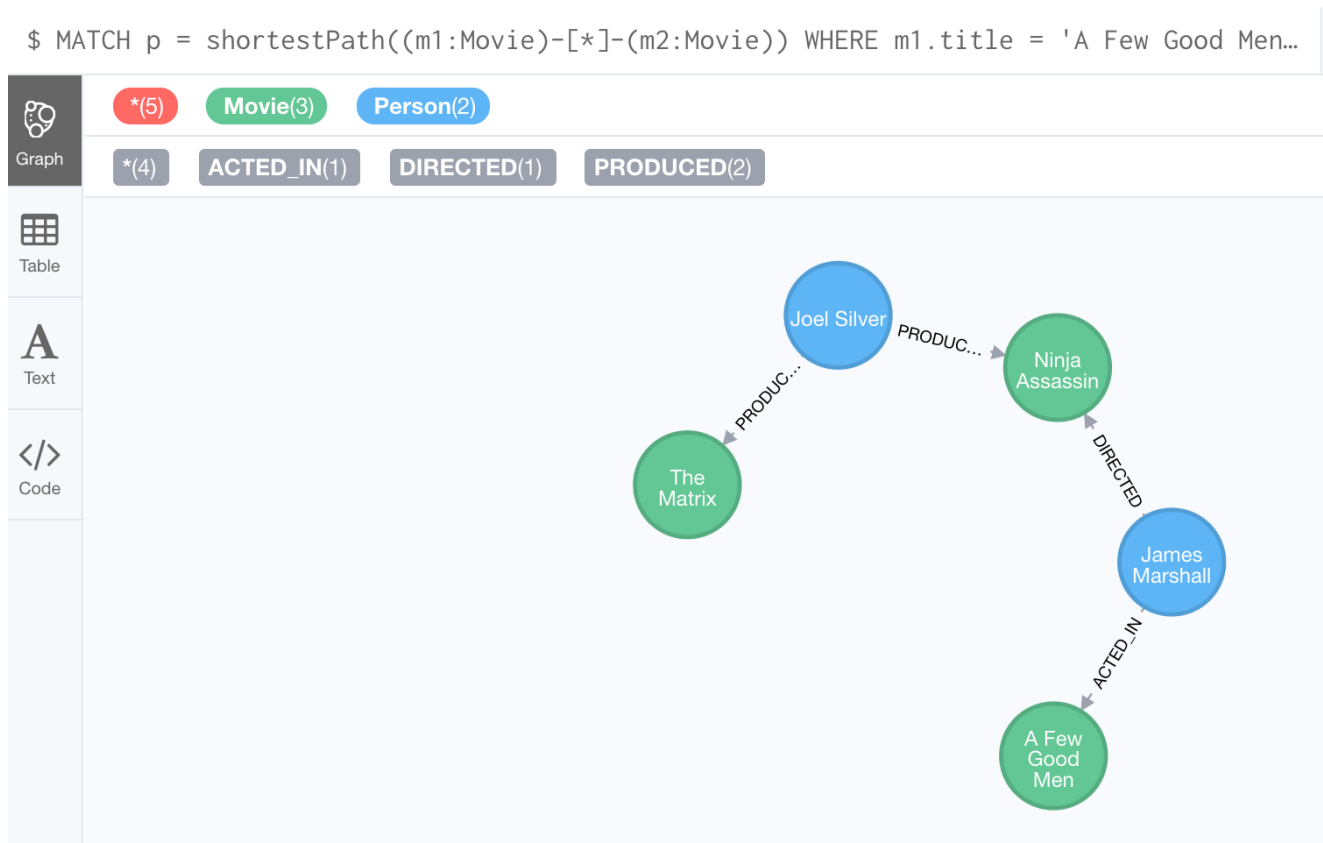 $ MATCH p = shortestPath((m1:Movie)-[*]-(m2:Movie)) WHERE m1.title = 'A Few Good Men…
*(5) Movie(3) Person(2)
*(4) ACTED_IN(1) DIRECTED(1) PRODUCED(2)
Graph
Table
Text
Code
Joel Silver
PRODUC…
Ninja
Assassin
PRODUC…
The
Matrix
DIRECTED
James
Marshall
ACTED_IN
A Few
Good
Men